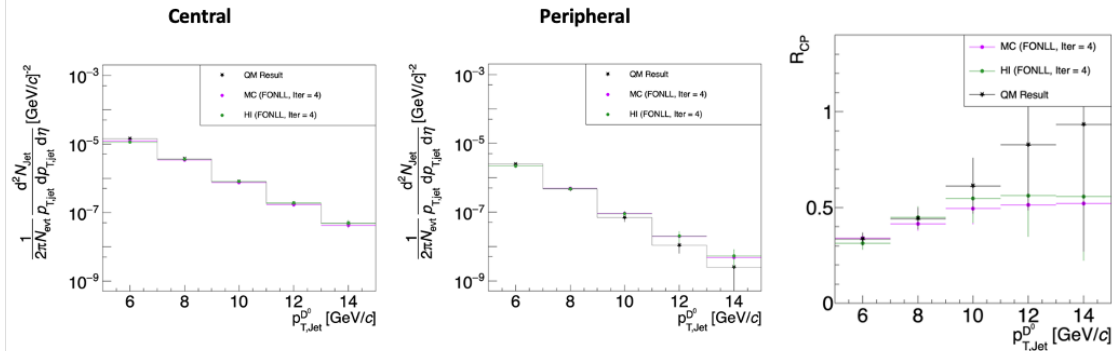 Central
Peripheral
1/2πN_evt d²N_Jet/p_T,jet dp_T,jet dη [GeV/c]⁻²
10⁻³
10⁻⁵
10⁻⁷
10⁻⁹
QM Result
MC (FONLL, Iter = 4)
HI (FONLL, Iter = 4)
6 8 10 12 14
p^D⁰_T,Jet [GeV/c]
1/2πN_evt d²N_Jet/p_T,jet dp_T,jet dη [GeV/c]⁻²
10⁻³
10⁻⁵
10⁻⁷
10⁻⁹
QM Result
MC (FONLL, Iter = 4)
HI (FONLL, Iter = 4)
6 8 10 12 14
p^D⁰_T,Jet [GeV/c]
R_CP
1
0.5
0
MC (FONLL, Iter = 4)
HI (FONLL, Iter = 4)
QM Result
6 8 10 12 14
p^D⁰_T,Jet [GeV/c]